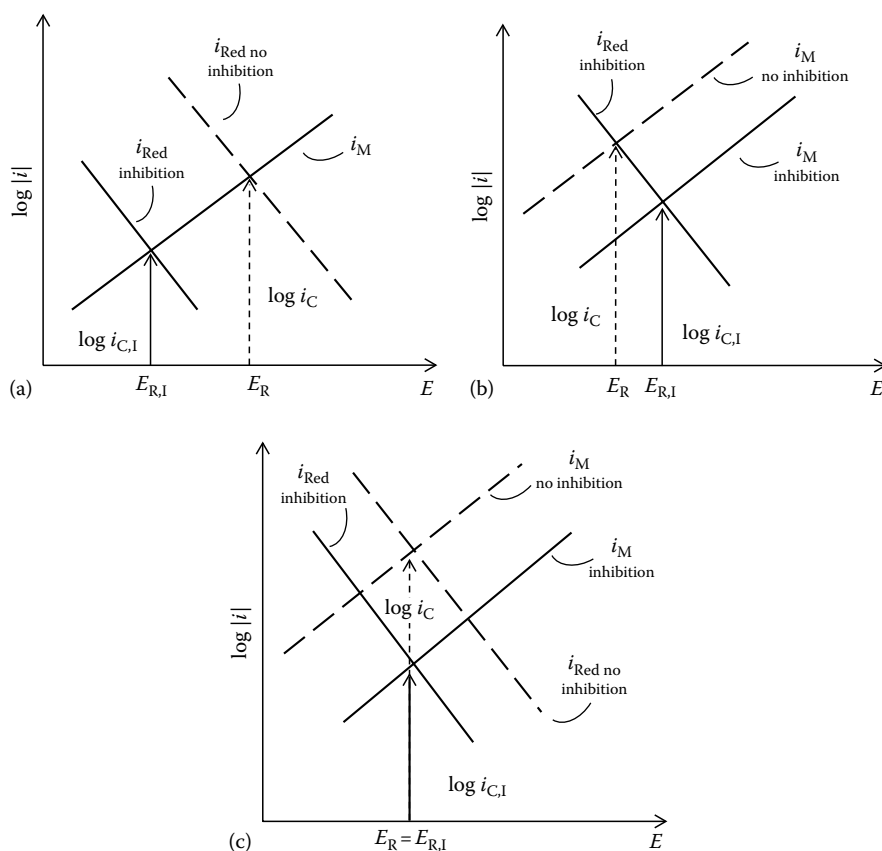 i_Red no
inhibition
i_Red
inhibition
i_M
log |i|
log i_C
log i_C,I
E_R,I
E_R
E
(a)
i_Red
inhibition
i_M
no inhibition
i_M
inhibition
log |i|
log i_C
log i_C,I
E_R
E_R,I
E
(b)
i_Red
inhibition
i_M
no inhibition
i_M
inhibition
log |i|
log i_C
i_Red no
inhibition
log i_C,I
E_R = E_R,I
E
(c)